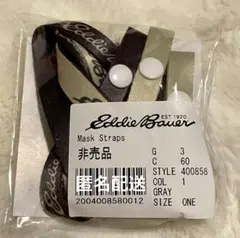 Eddie Bauer
EST. 1920
Mask Straps
非売品
G 3
C 60
STYLE 400858
COL 1
GRAY
SIZE ONE
匿名配送
2004008580012